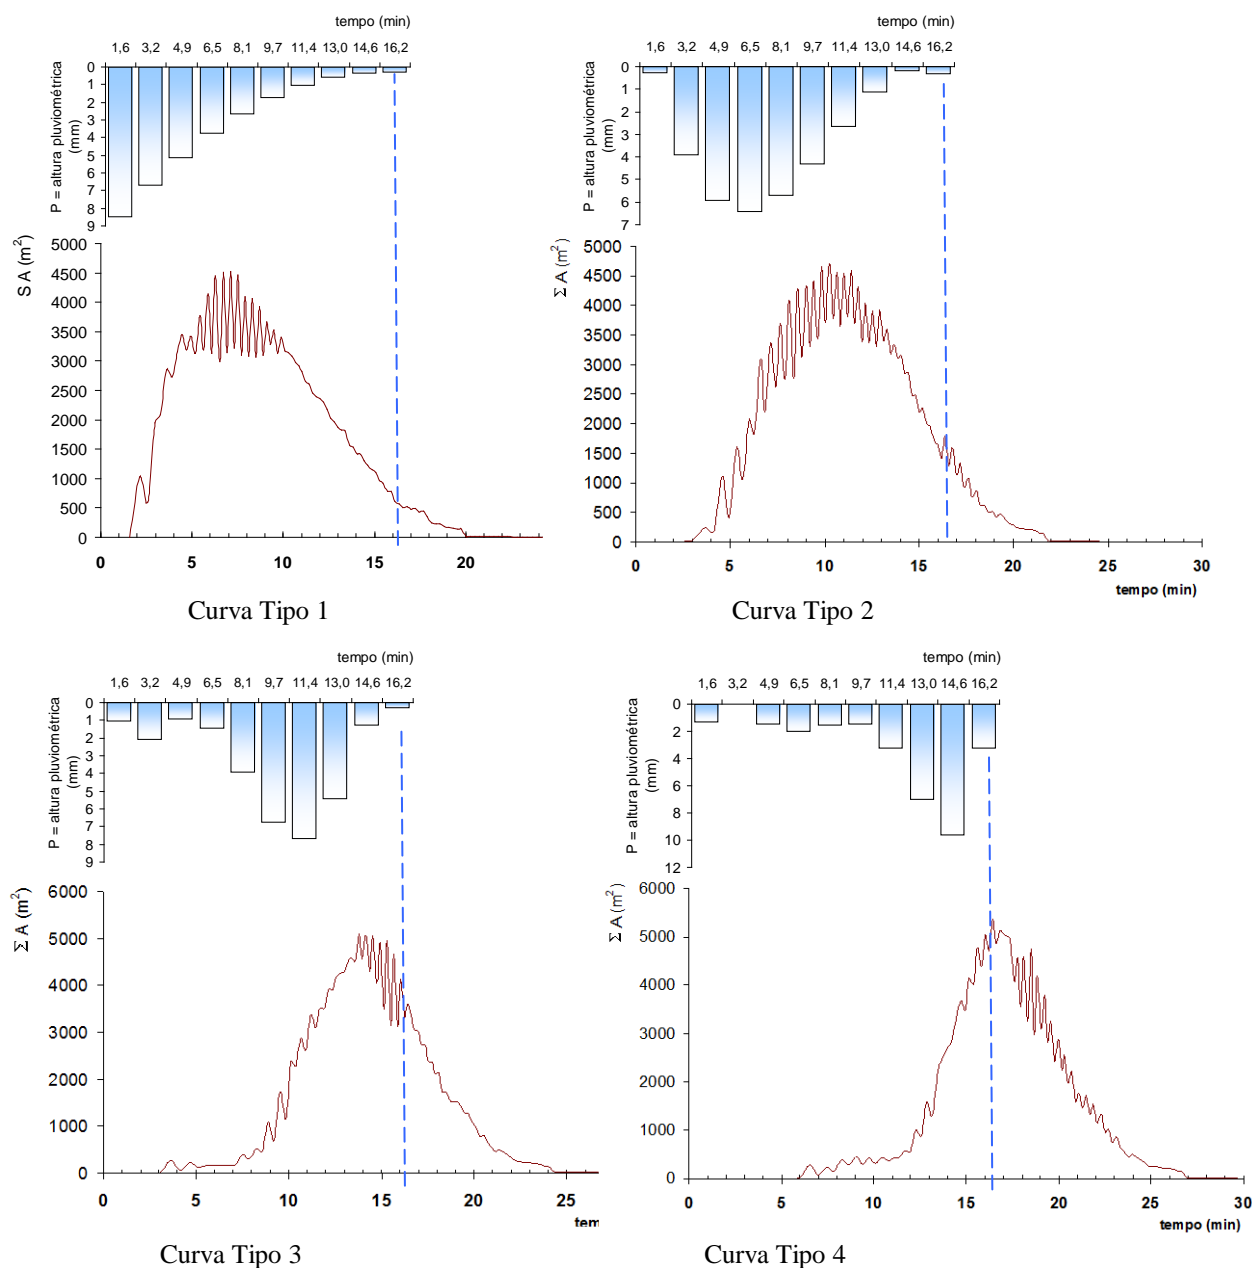 tempo (min)
1,6 3,2 4,9 6,5 8,1 9,7 11,4 13,0 14,6 16,2
0
1
2
3
4
5
6
7
8
9
P = altura pluviométrica
(mm)
S A (m²)
5000
4500
4000
3500
3000
2500
2000
1500
1000
500
0
0 5 10 15 20
Curva Tipo 1
tempo (min)
1,6 3,2 4,9 6,5 8,1 9,7 11,4 13,0 14,6 16,2
0
1
2
3
4
5
6
7
P = altura pluviométrica
(mm)
Σ A (m²)
5000
4500
4000
3500
3000
2500
2000
1500
1000
500
0
0 5 10 15 20 25 30
tempo (min)
Curva Tipo 2
tempo (min)
1,6 3,2 4,9 6,5 8,1 9,7 11,4 13,0 14,6 16,2
0
1
2
3
4
5
6
7
8
9
P = altura pluviométrica
(mm)
Σ A (m²)
6000
5000
4000
3000
2000
1000
0
0 5 10 15 20 25
tem
Curva Tipo 3
tempo (min)
1,6 3,2 4,9 6,5 8,1 9,7 11,4 13,0 14,6 16,2
0
2
4
6
8
10
12
P = altura pluviométrica
(mm)
Σ A (m²)
6000
5000
4000
3000
2000
1000
0
0 5 10 15 20 25 30
tempo (min)
Curva Tipo 4